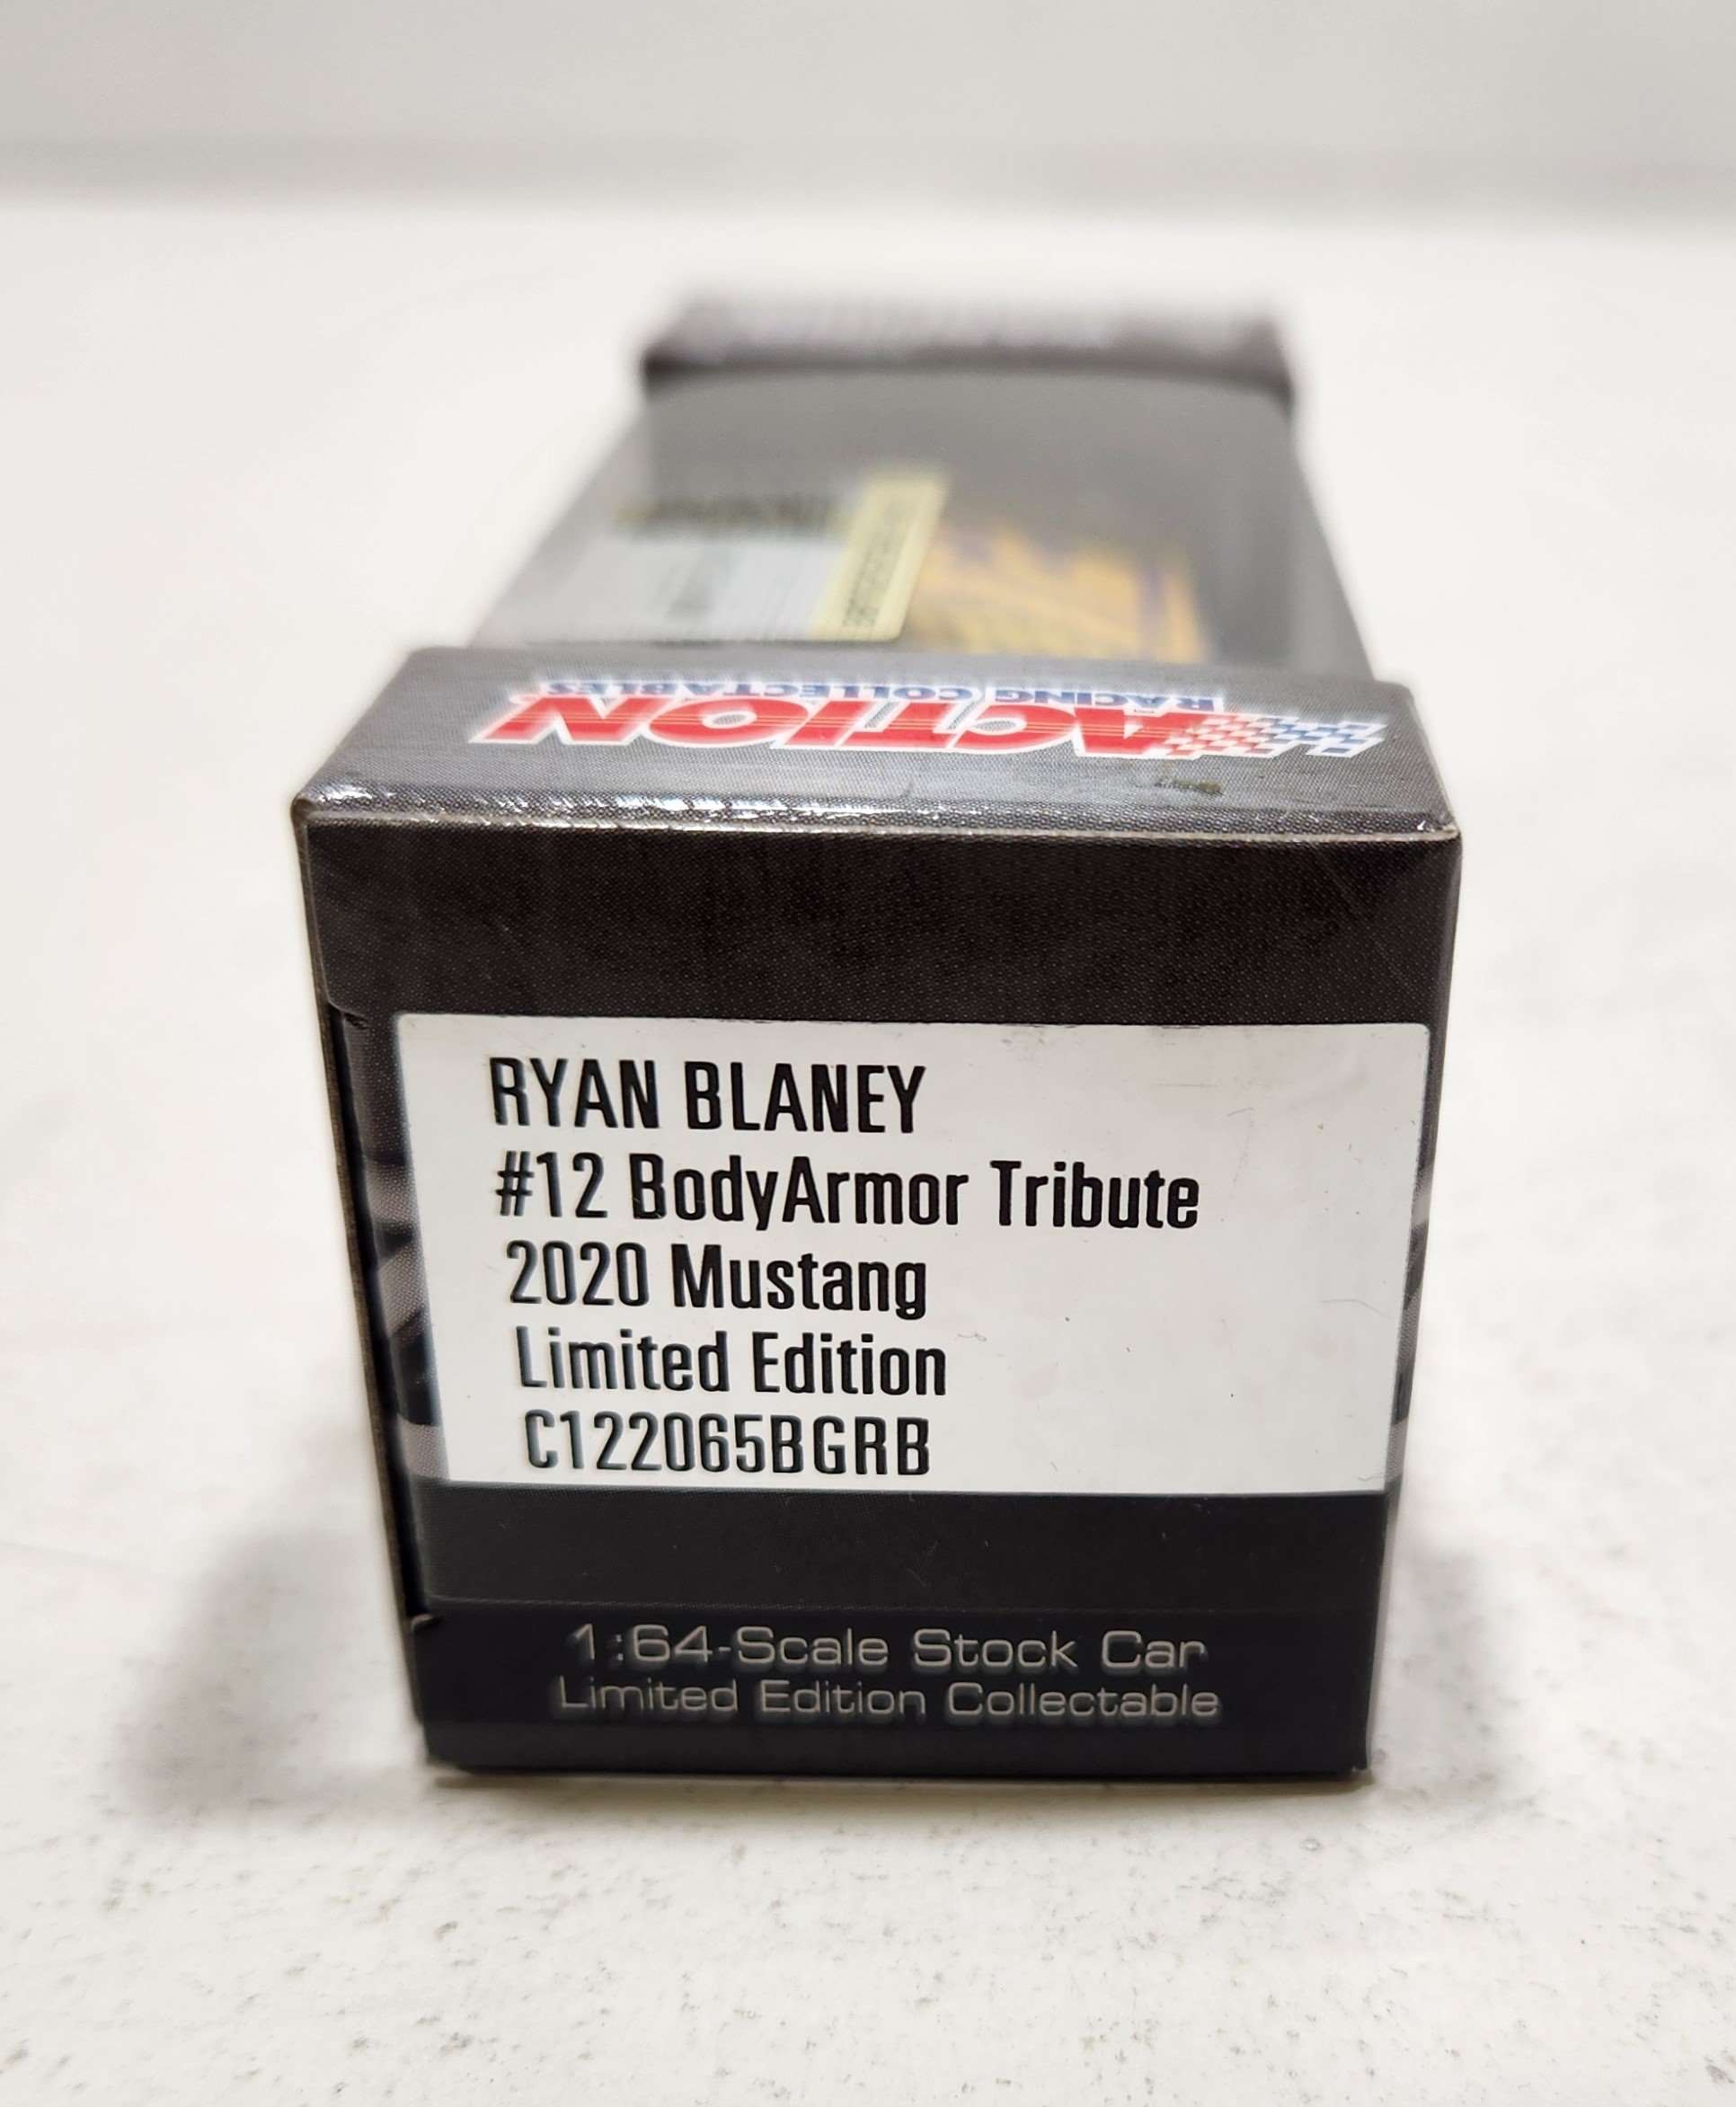 ACTION
RACING COLLECTABLES
RYAN BLANEY
#12 BodyArmor Tribute
2020 Mustang
Limited Edition
C122065BGRB
1:64-Scale Stock Car
Limited Edition Collectable